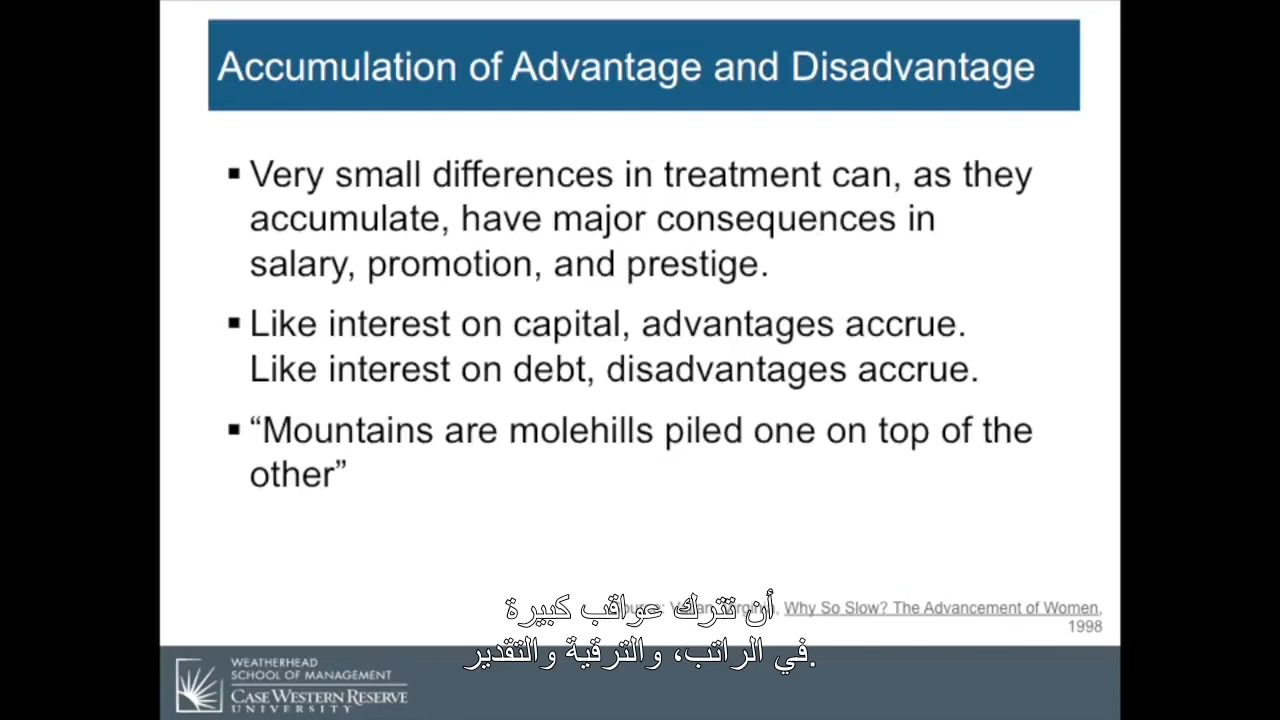 Accumulation of Advantage and Disadvantage
▪ Very small differences in treatment can, as they
accumulate, have major consequences in
salary, promotion, and prestige.
▪ Like interest on capital, advantages accrue.
Like interest on debt, disadvantages accrue.
▪ “Mountains are molehills piled one on top of the
other”
Why So Slow? The Advancement of Women,
1998
أن تترك عواقب كبيرة
في الراتب، والترقية والتقدير.
WEATHERHEAD
SCHOOL OF MANAGEMENT
CASE WESTERN RESERVE
UNIVERSITY